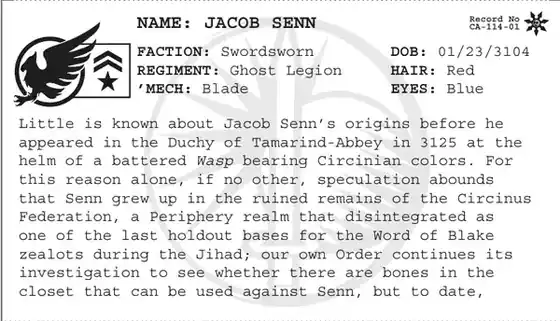 NAME: JACOB SENN
Record No
CA-114-01
FACTION: Swordsworn
DOB: 01/23/3104
REGIMENT: Ghost Legion
HAIR: Red
’MECH: Blade
EYES: Blue
Little is known about Jacob Senn’s origins before he
appeared in the Duchy of Tamarind-Abbey in 3125 at the
helm of a battered Wasp bearing Circinian colors. For
this reason alone, if no other, speculation abounds
that Senn grew up in the ruined remains of the Circinus
Federation, a Periphery realm that disintegrated as
one of the last holdout bases for the Word of Blake
zealots during the Jihad; our own Order continues its
investigation to see whether there are bones in the
closet that can be used against Senn, but to date,